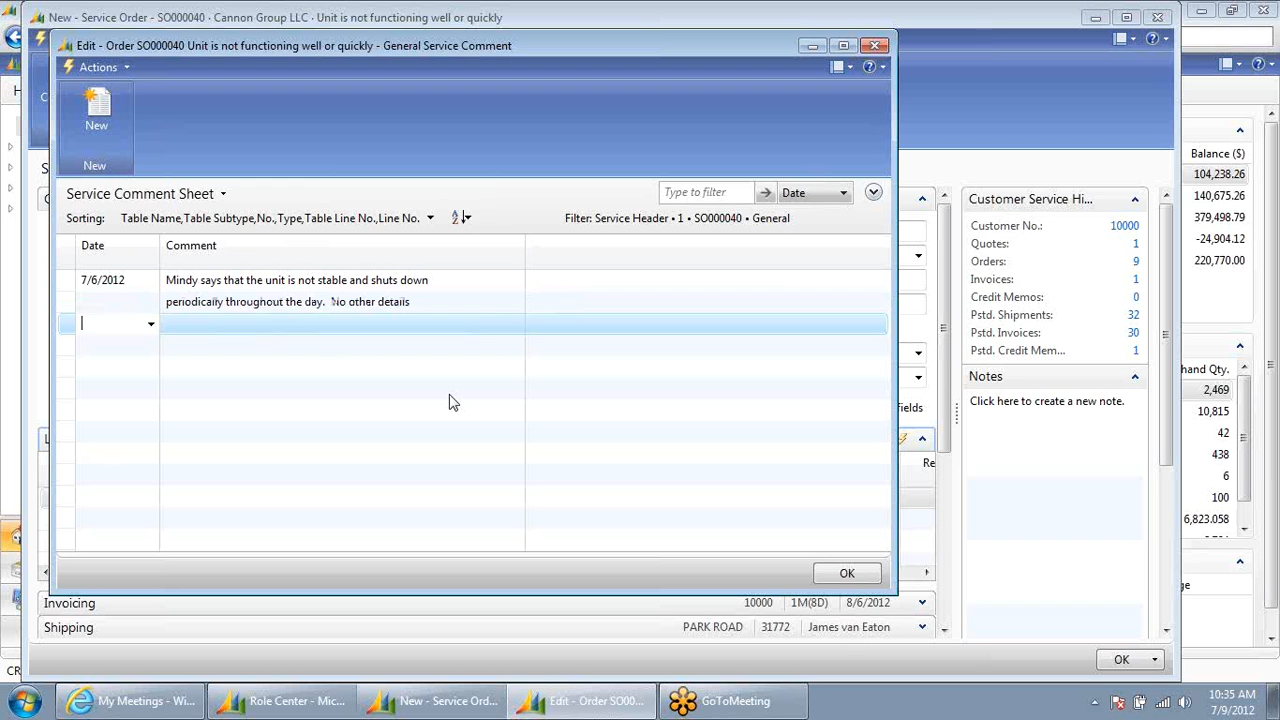 New - Service Order - SO000040 - Cannon Group LLC · Unit is not functioning well or quickly
Edit - Order SO000040 Unit is not functioning well or quickly - General Service Comment
Actions
New
New
Service Comment Sheet
Type to filter
Date
Sorting: Table Name,Table Subtype,No.,Type,Table Line No.,Line No.
Filter: Service Header • 1 • SO000040 • General
Date
Comment
7/6/2012
Mindy says that the unit is not stable and shuts down
periodically throughout the day. No other details
OK
Customer Service Hi...
Customer No.: 10000
Quotes: 1
Orders: 9
Invoices: 1
Credit Memos: 0
Pstd. Shipments: 32
Pstd. Invoices: 30
Pstd. Credit Mem... 1
Notes
Click here to create a new note.
ields
Re
Balance ($)
104,238.26
140,675.26
379,498.79
-24,904.12
220,770.00
hand Qty.
2,469
10,815
42
438
6
100
6,823.058
Invoicing 10000 1M(8D) 8/6/2012
Shipping PARK ROAD 31772 James van Eaton
OK
CR
My Meetings - Wi...
Role Center - Micr...
New - Service Ord...
Edit - Order SO00...
GoToMeeting
10:35 AM
7/9/2012